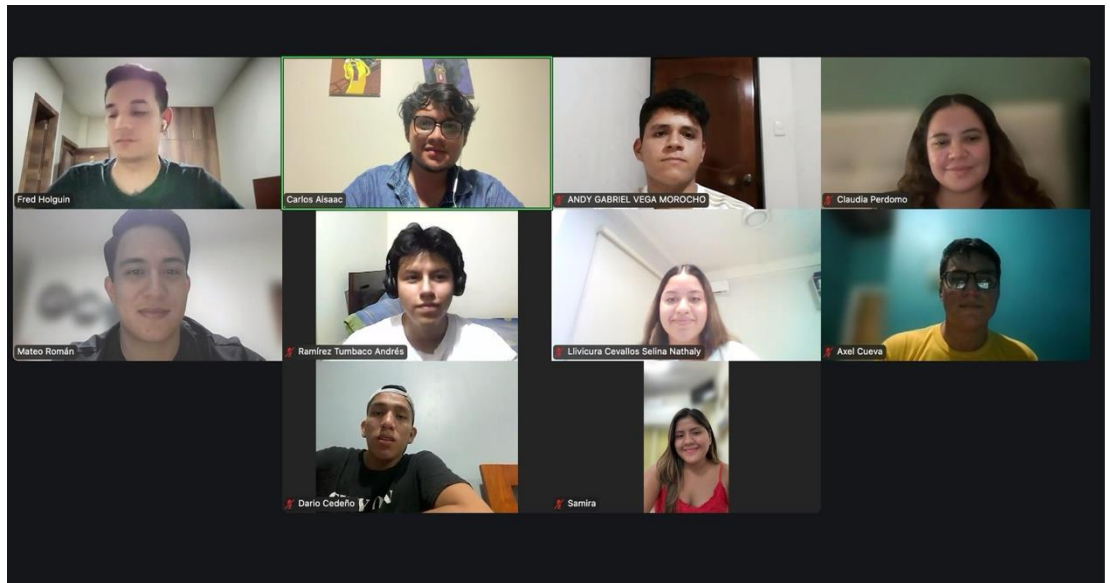 Fred Holguin
Carlos Aisaac
ANDY GABRIEL VEGA MOROCHO
Claudia Perdomo
Mateo Román
Ramírez Tumbaco Andrés
Llivicura Cevallos Selina Nathaly
Axel Cueva
Dario Cedeño
Samira